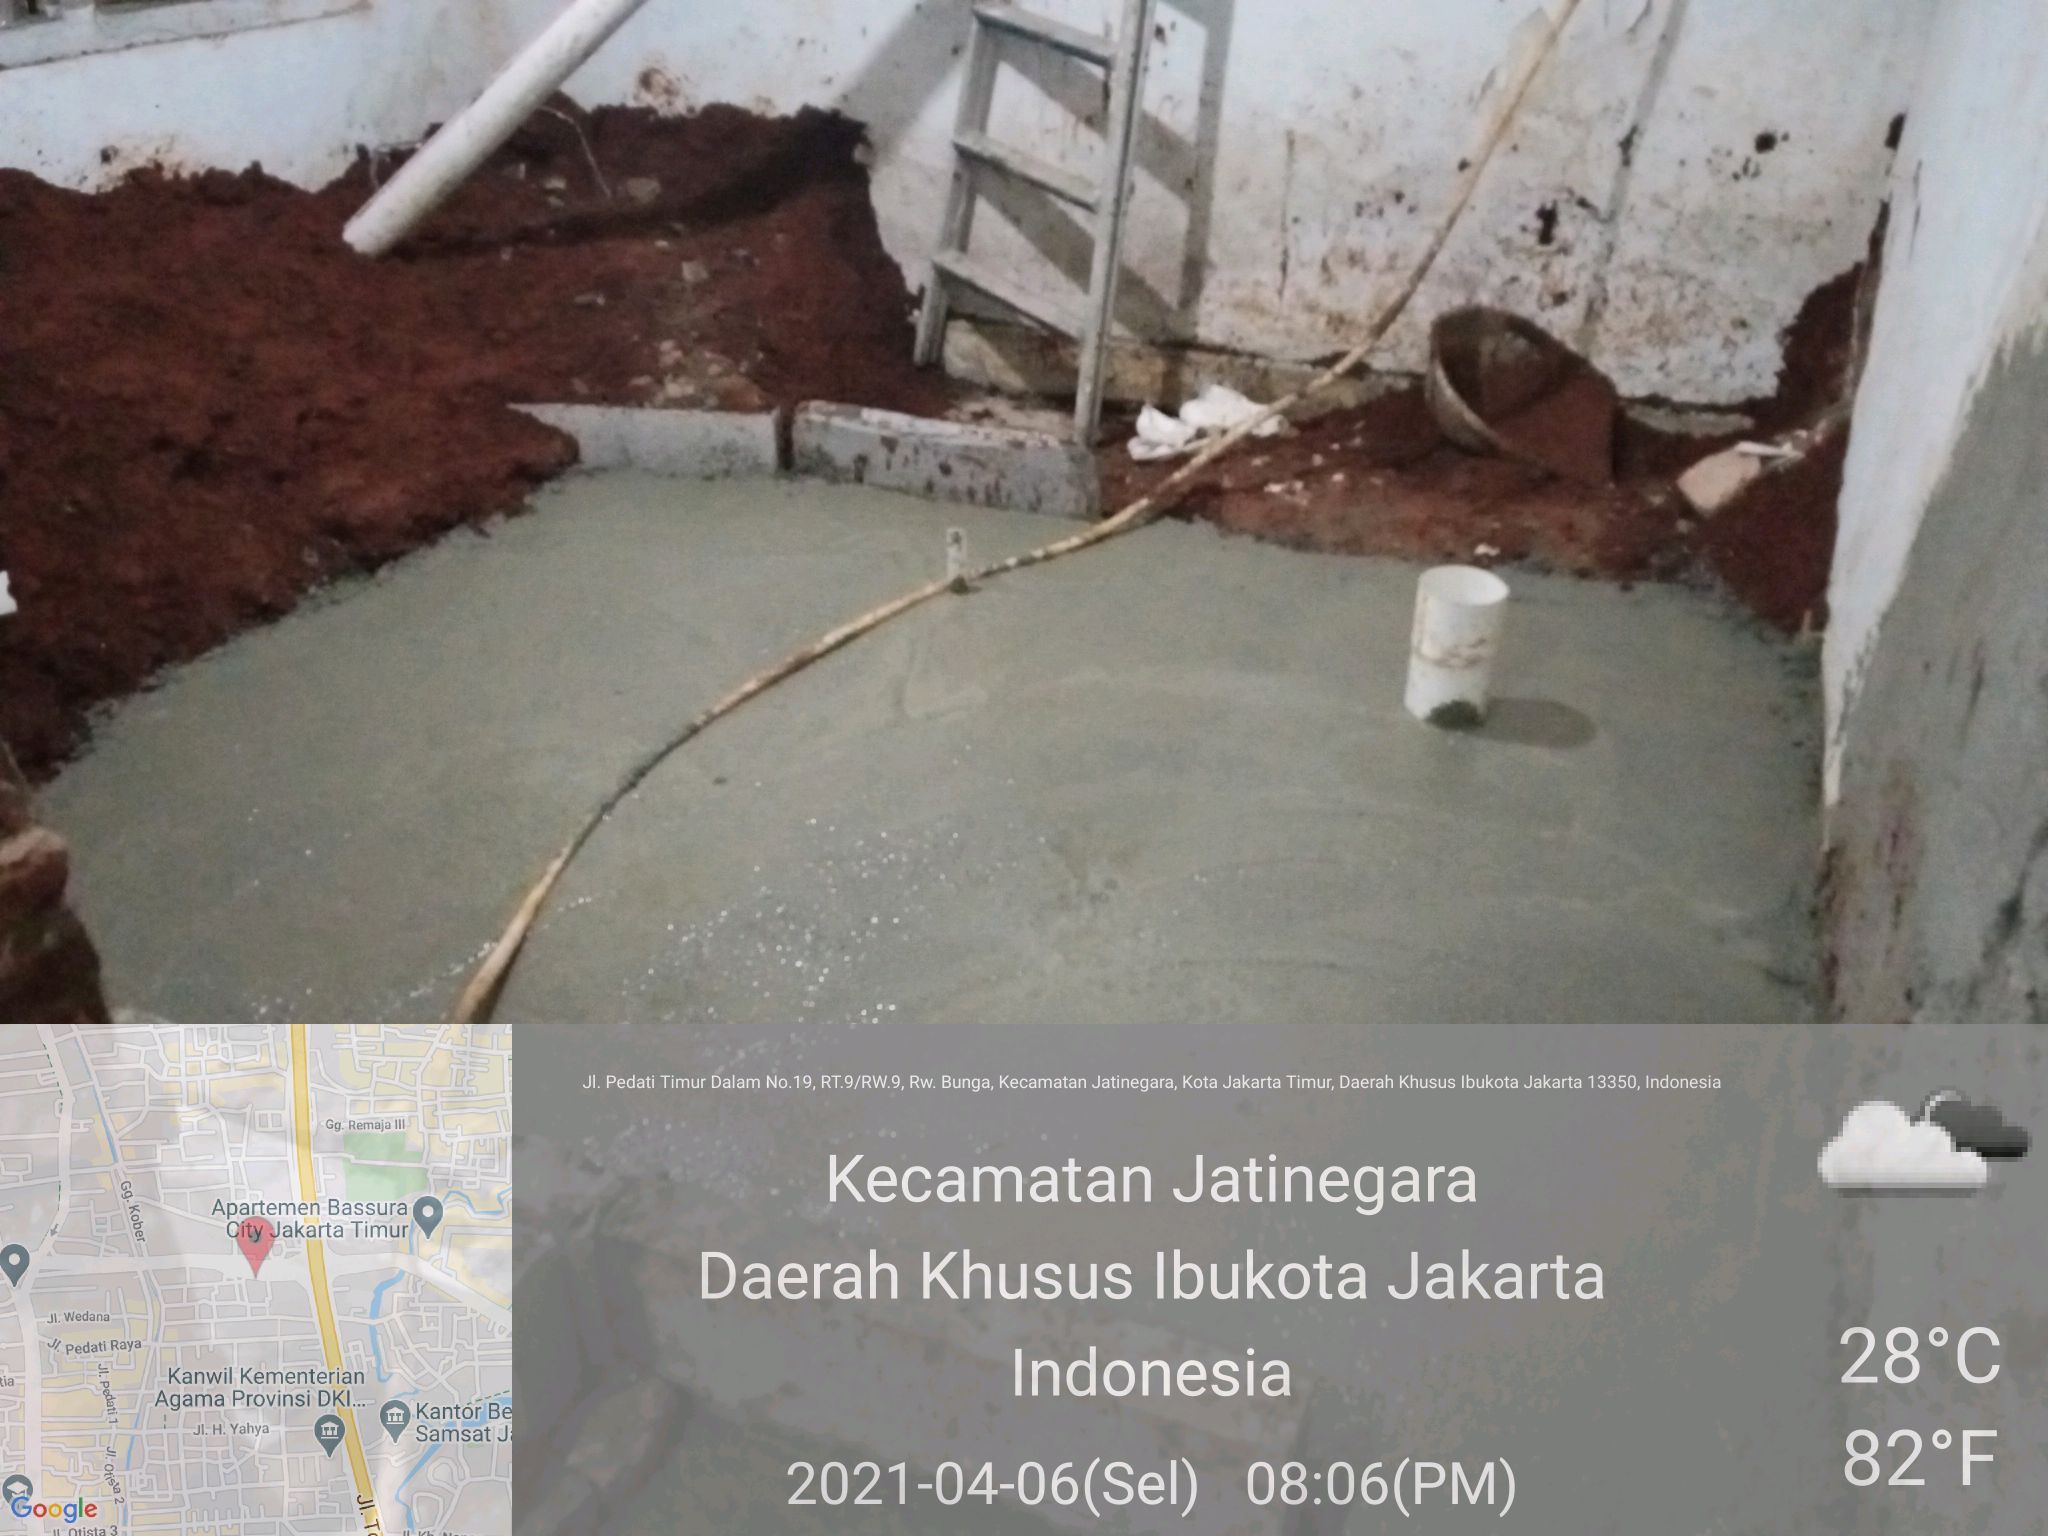 Jl. Pedati Timur Dalam No.19, RT.9/RW.9, Rw. Bunga, Kecamatan Jatinegara, Kota Jakarta Timur, Daerah Khusus Ibukota Jakarta 13350, Indonesia
Kecamatan Jatinegara
Daerah Khusus Ibukota Jakarta
Indonesia
2021-04-06(Sel) 08:06(PM)
28°C
82°F
Gg. Remaja III
Gg. Kober
Apartemen Bassura
City Jakarta Timur
Jl. Wedana
Jl. Pedati Raya
Jl. Pedati 1
Kanwil Kementerian
Agama Provinsi DKI...
Jl. H. Yahya
Kantor Be
Samsat Ja
Jl. Otista 2
Google
Jl. Otista 3